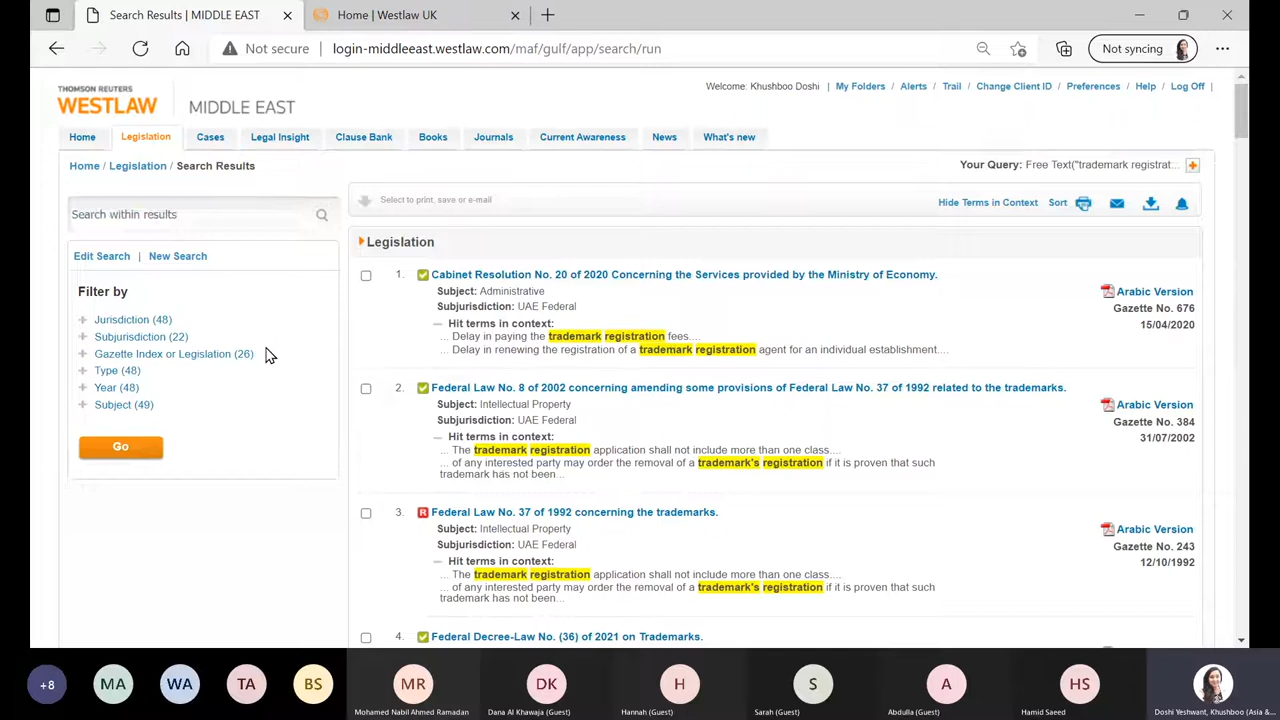 Search Results | MIDDLE EAST
Home | Westlaw UK
Not secure
login-middleeast.westlaw.com/maf/gulf/app/search/run
Not syncing
THOMSON REUTERS
WESTLAW
MIDDLE EAST
Welcome: Khushboo Doshi | My Folders | Alerts | Trail | Change Client ID | Preferences | Help | Log Off |
Home Legislation Cases Legal Insight Clause Bank Books Journals Current Awareness News What's new
Home / Legislation / Search Results
Your Query: Free Text("trademark registrat...
Search within results
Select to print, save or e-mail
Hide Terms in Context Sort
Edit Search | New Search
Filter by
Jurisdiction (48)
Subjurisdiction (22)
Gazette Index or Legislation (26)
Type (48)
Year (48)
Subject (49)
Go
Legislation
1. Cabinet Resolution No. 20 of 2020 Concerning the Services provided by the Ministry of Economy.
Subject: Administrative
Subjurisdiction: UAE Federal
Hit terms in context:
... Delay in paying the trademark registration fees....
... Delay in renewing the registration of a trademark registration agent for an individual establishment....
Arabic Version
Gazette No. 676
15/04/2020
2. Federal Law No. 8 of 2002 concerning amending some provisions of Federal Law No. 37 of 1992 related to the trademarks.
Subject: Intellectual Property
Subjurisdiction: UAE Federal
Hit terms in context:
... The trademark registration application shall not include more than one class....
... of any interested party may order the removal of a trademark's registration if it is proven that such
trademark has not been...
Arabic Version
Gazette No. 384
31/07/2002
3. R Federal Law No. 37 of 1992 concerning the trademarks.
Subject: Intellectual Property
Subjurisdiction: UAE Federal
Hit terms in context:
... The trademark registration application shall not include more than one class....
... of any interested party may order the removal of a trademark's registration if it is proven that such
trademark has not been...
Arabic Version
Gazette No. 243
12/10/1992
4. Federal Decree-Law No. (36) of 2021 on Trademarks.
+8 MA WA TA BS MR DK H S A HS
Mohamed Nabil Ahmed Ramadan
Dana Al Khawaja (Guest)
Hannah (Guest)
Sarah (Guest)
Abdulla (Guest)
Hamid Saeed
Doshi Yeshwant, Khushboo (Asia &...